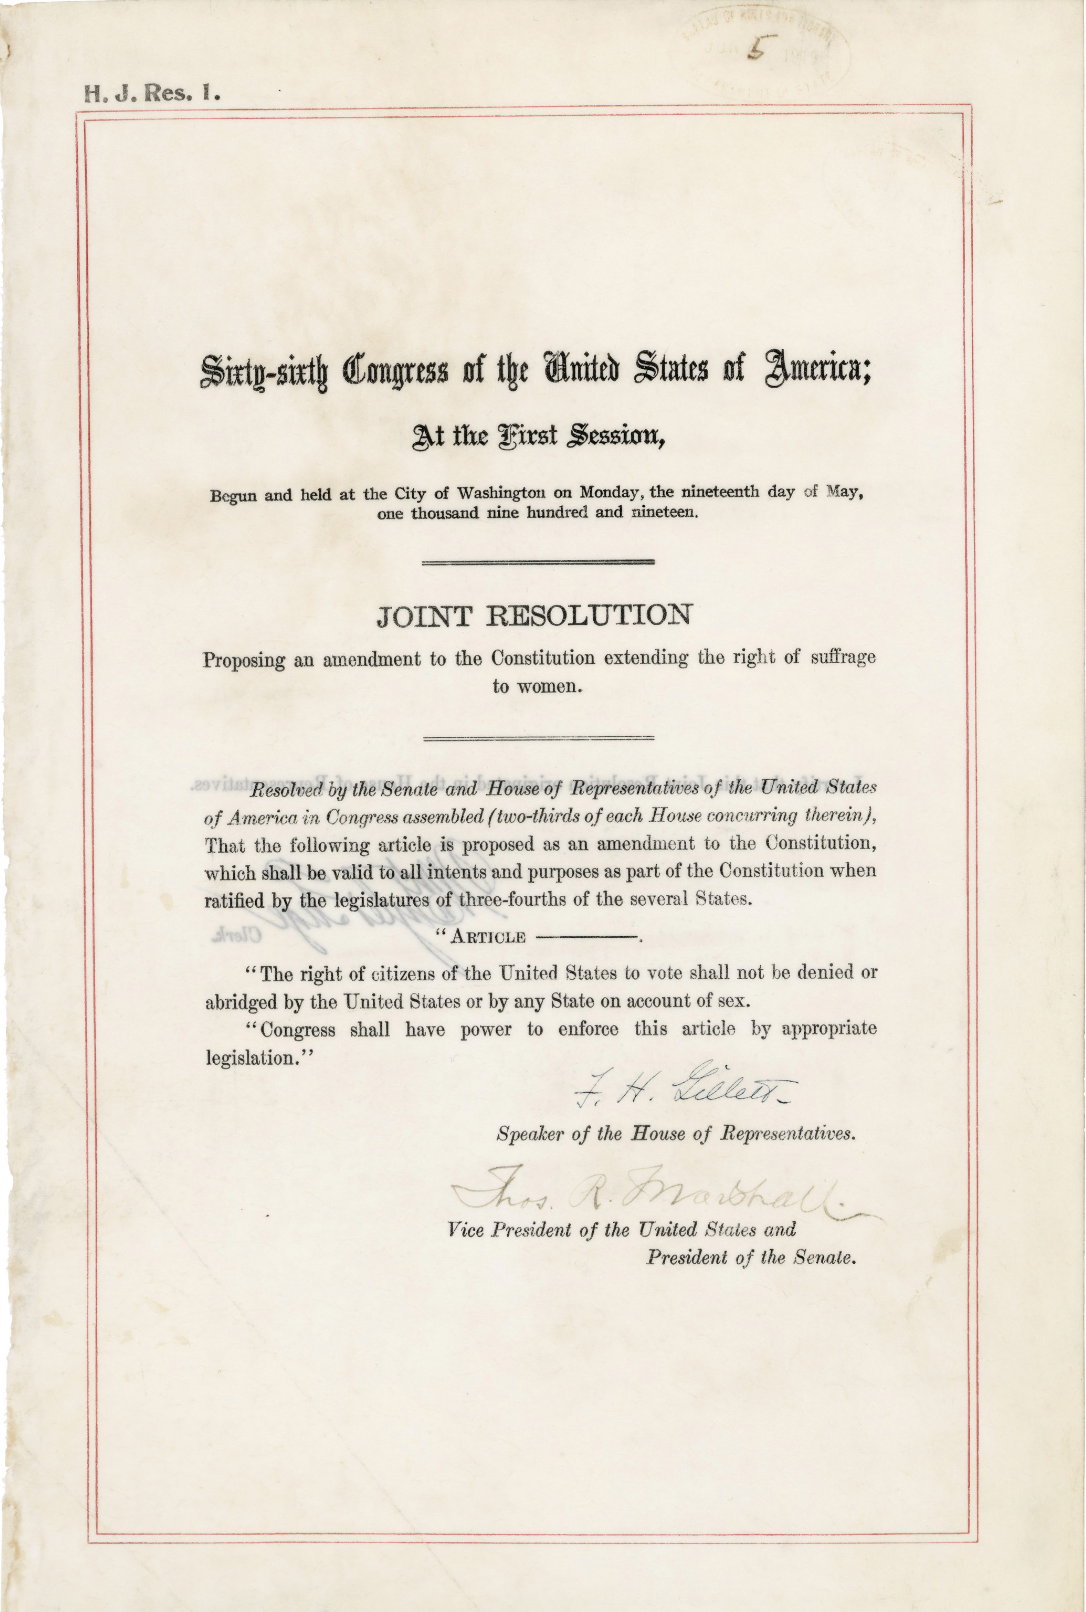 5
H. J. Res. 1.
Sixty-sixth Congress of the United States of America;
At the First Session,
Begun and held at the City of Washington on Monday, the nineteenth day of May,
one thousand nine hundred and nineteen.
JOINT RESOLUTION
Proposing an amendment to the Constitution extending the right of suffrage
to women.
Resolved by the Senate and House of Representatives of the United States
of America in Congress assembled (two-thirds of each House concurring therein),
That the following article is proposed as an amendment to the Constitution,
which shall be valid to all intents and purposes as part of the Constitution when
ratified by the legislatures of three-fourths of the several States.
"ARTICLE ————.
"The right of citizens of the United States to vote shall not be denied or
abridged by the United States or by any State on account of sex.
"Congress shall have power to enforce this article by appropriate
legislation."
F. H. Gillett
Speaker of the House of Representatives.
Thos. R. Marshall.
Vice President of the United States and
President of the Senate.